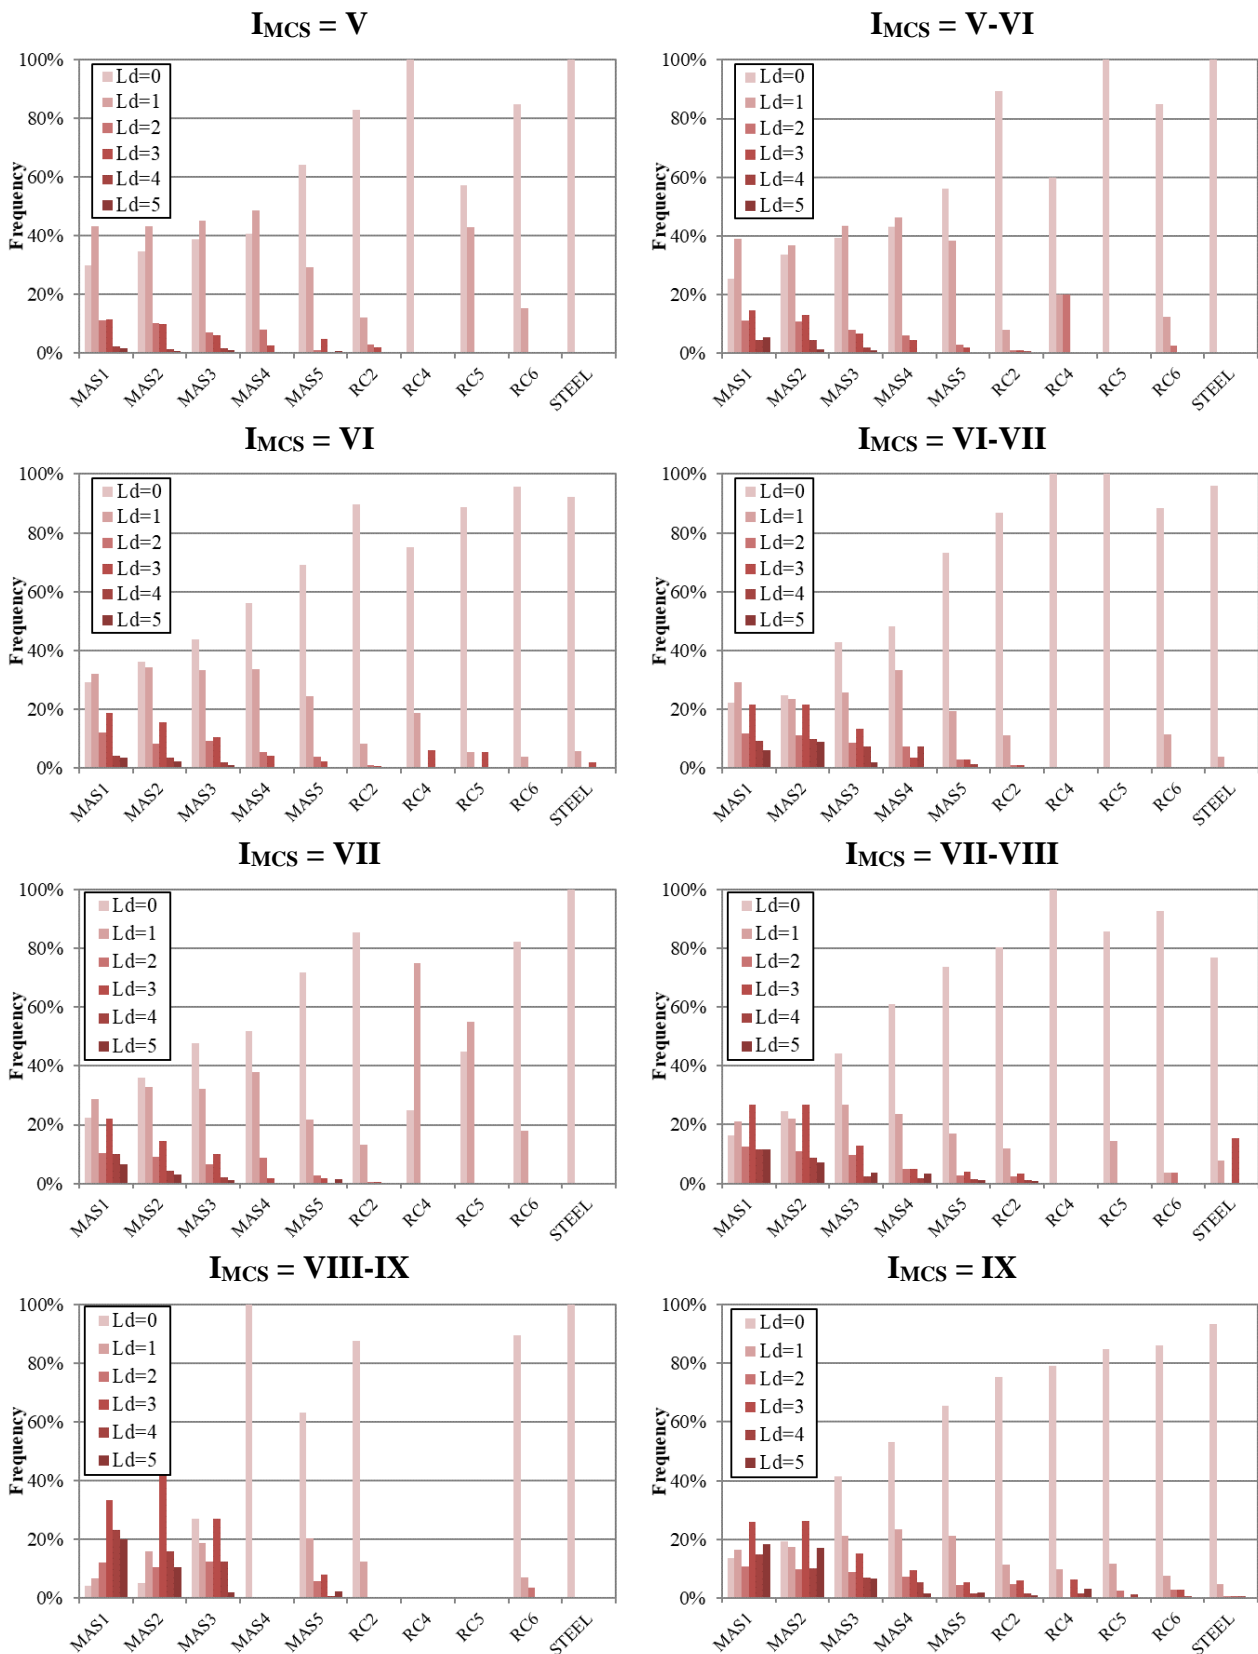 I_MCS = V
100%
80%
60%
40%
20%
0%
Frequency
Ld=0
Ld=1
Ld=2
Ld=3
Ld=4
Ld=5
MAS1 MAS2 MAS3 MAS4 MAS5 RC2 RC4 RC5 RC6 STEEL
I_MCS = V-VI
100%
80%
60%
40%
20%
0%
Frequency
Ld=0
Ld=1
Ld=2
Ld=3
Ld=4
Ld=5
MAS1 MAS2 MAS3 MAS4 MAS5 RC2 RC4 RC5 RC6 STEEL
I_MCS = VI
100%
80%
60%
40%
20%
0%
Frequency
Ld=0
Ld=1
Ld=2
Ld=3
Ld=4
Ld=5
MAS1 MAS2 MAS3 MAS4 MAS5 RC2 RC4 RC5 RC6 STEEL
I_MCS = VI-VII
100%
80%
60%
40%
20%
0%
Frequency
Ld=0
Ld=1
Ld=2
Ld=3
Ld=4
Ld=5
MAS1 MAS2 MAS3 MAS4 MAS5 RC2 RC4 RC5 RC6 STEEL
I_MCS = VII
100%
80%
60%
40%
20%
0%
Frequency
Ld=0
Ld=1
Ld=2
Ld=3
Ld=4
Ld=5
MAS1 MAS2 MAS3 MAS4 MAS5 RC2 RC4 RC5 RC6 STEEL
I_MCS = VII-VIII
100%
80%
60%
40%
20%
0%
Frequency
Ld=0
Ld=1
Ld=2
Ld=3
Ld=4
Ld=5
MAS1 MAS2 MAS3 MAS4 MAS5 RC2 RC4 RC5 RC6 STEEL
I_MCS = VIII-IX
100%
80%
60%
40%
20%
0%
Frequency
Ld=0
Ld=1
Ld=2
Ld=3
Ld=4
Ld=5
MAS1 MAS2 MAS3 MAS4 MAS5 RC2 RC4 RC5 RC6 STEEL
I_MCS = IX
100%
80%
60%
40%
20%
0%
Frequency
Ld=0
Ld=1
Ld=2
Ld=3
Ld=4
Ld=5
MAS1 MAS2 MAS3 MAS4 MAS5 RC2 RC4 RC5 RC6 STEEL